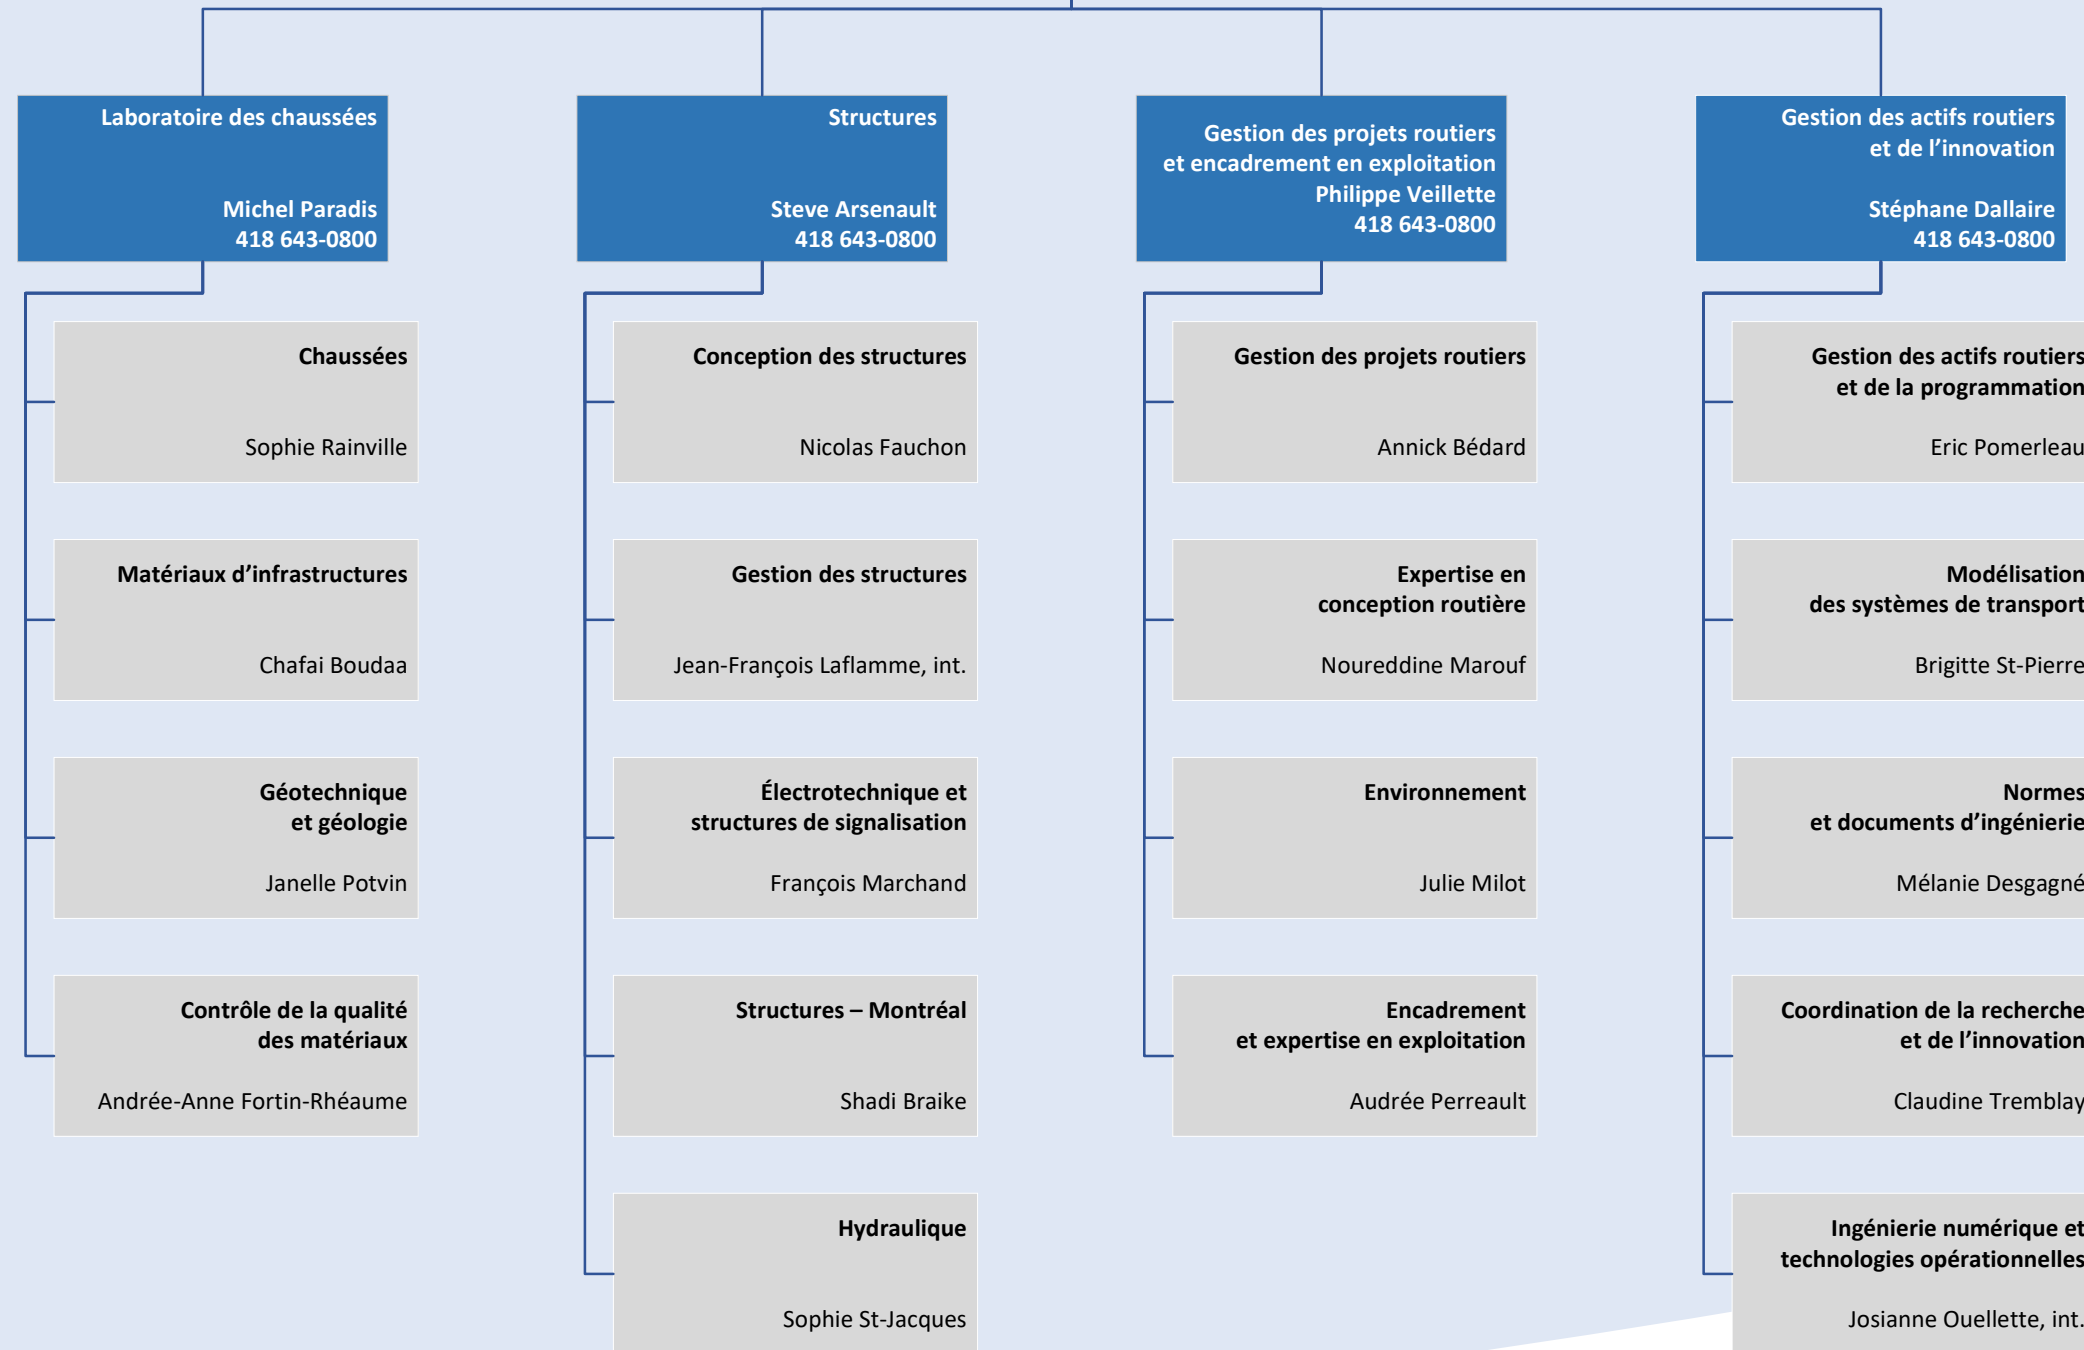 Laboratoire des chaussées
Michel Paradis
418 643-0800
Chaussées
Sophie Rainville
Matériaux d’infrastructures
Chafai Boudaa
Géotechnique
et géologie
Janelle Potvin
Contrôle de la qualité
des matériaux
Andrée-Anne Fortin-Rhéaume
Structures
Steve Arsenault
418 643-0800
Conception des structures
Nicolas Fauchon
Gestion des structures
Jean-François Laflamme, int.
Électrotechnique et
structures de signalisation
François Marchand
Structures – Montréal
Shadi Braike
Hydraulique
Sophie St-Jacques
Gestion des projets routiers
et encadrement en exploitation
Philippe Veillette
418 643-0800
Gestion des projets routiers
Annick Bédard
Expertise en
conception routière
Noureddine Marouf
Environnement
Julie Milot
Encadrement
et expertise en exploitation
Audrée Perreault
Gestion des actifs routiers
et de l’innovation
Stéphane Dallaire
418 643-0800
Gestion des actifs routiers
et de la programmation
Eric Pomerleau
Modélisation
des systèmes de transport
Brigitte St-Pierre
Normes
et documents d’ingénierie
Mélanie Desgagné
Coordination de la recherche
et de l’innovation
Claudine Tremblay
Ingénierie numérique et
technologies opérationnelles
Josianne Ouellette, int.